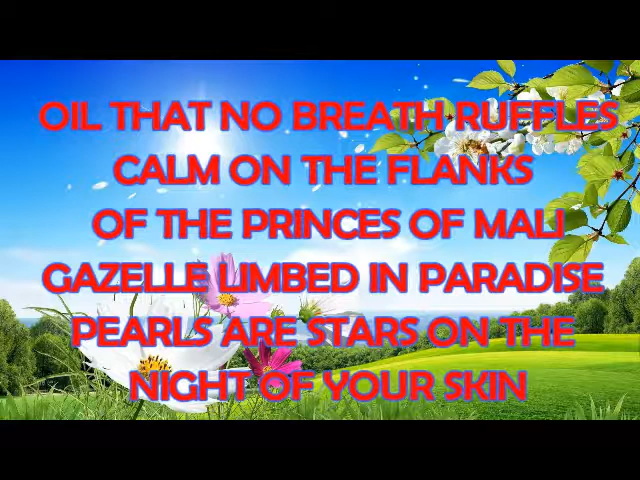 OIL THAT NO BREATH RUFFLES
CALM ON THE FLANKS
OF THE PRINCES OF MALI
GAZELLE LIMBED IN PARADISE
PEARLS ARE STARS ON THE
NIGHT OF YOUR SKIN